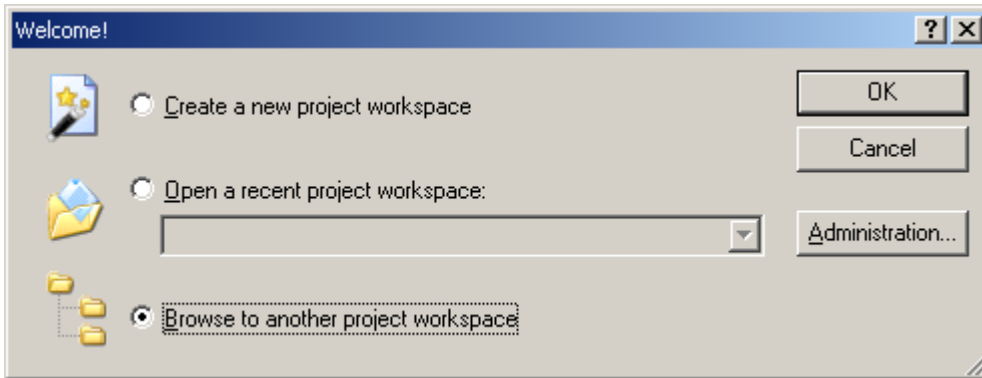 Welcome!
Create a new project workspace
OK
Cancel
Open a recent project workspace:
Administration...
Browse to another project workspace